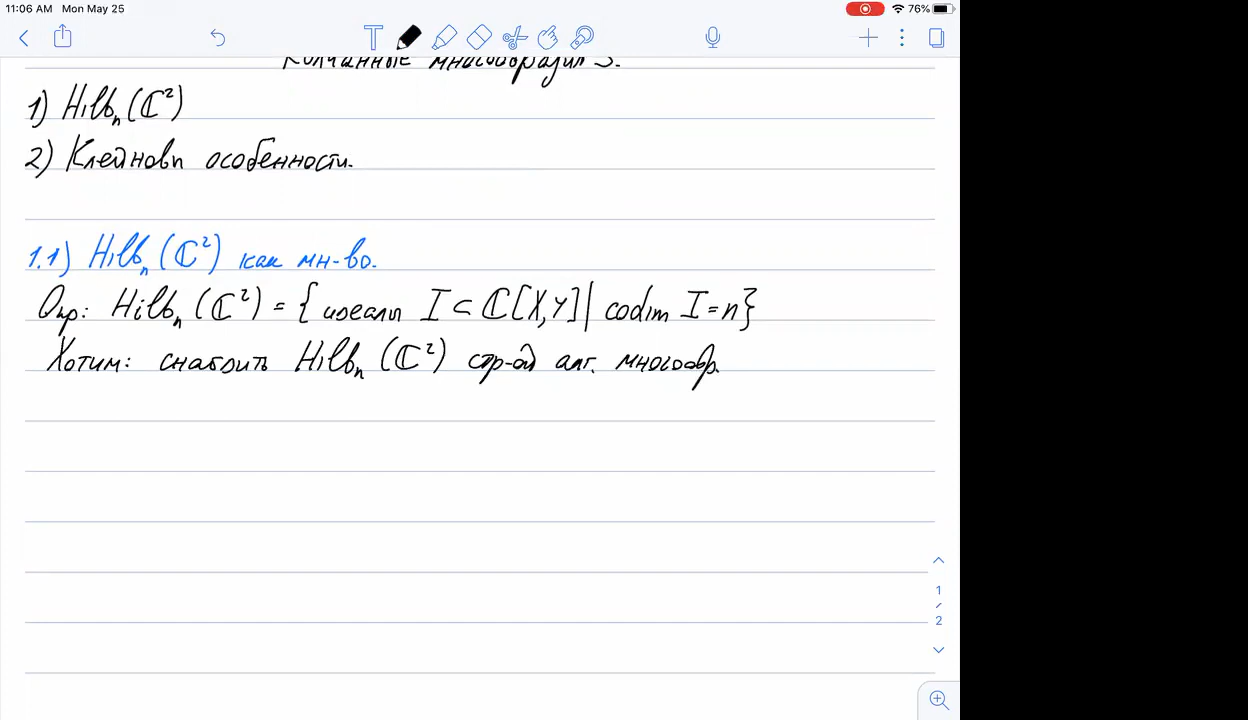 11:06 AM Mon May 25
76%
Колчанные многообразия 3.
1) Hilbₙ(ℂ²)
2) Клейновы особенности.
1.1) Hilbₙ(ℂ²) как мн-во.
Опр: Hilbₙ(ℂ²) = { идеалы I ⊂ ℂ[X,Y] | codim I = n }
Хотим: снабдить Hilbₙ(ℂ²) стр-ой алг. многообр.
1
/
2